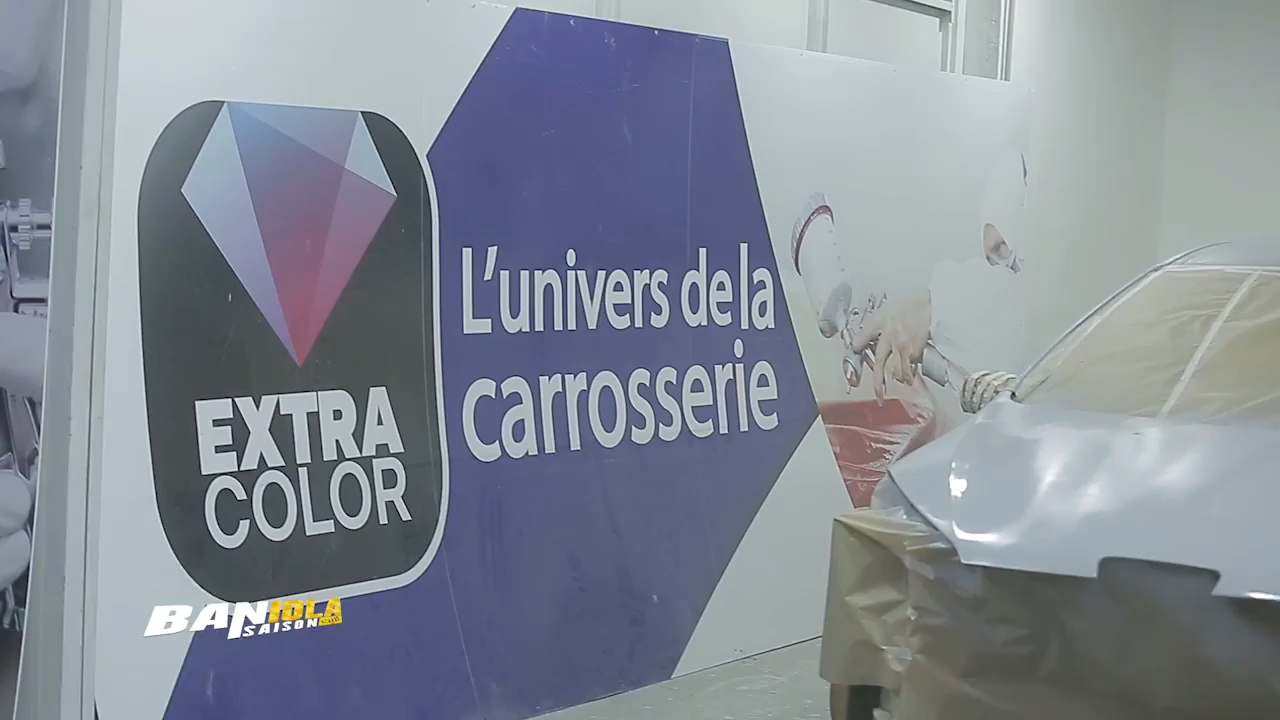 EXTRA
COLOR
L'univers de la
carrosserie
BANIOLA
SAISON